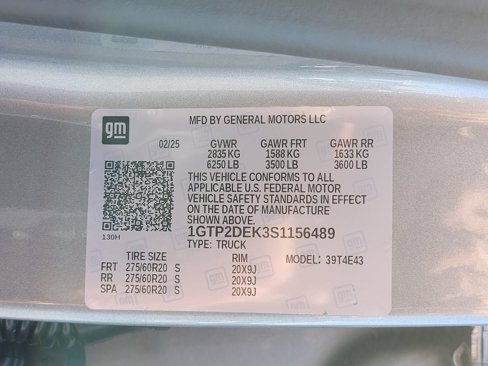 gm
MFD BY GENERAL MOTORS LLC
02/25 GVWR GAWR FRT GAWR RR
2835 KG 1588 KG 1633 KG
6250 LB 3500 LB 3600 LB
THIS VEHICLE CONFORMS TO ALL
APPLICABLE U.S. FEDERAL MOTOR
VEHICLE SAFETY STANDARDS IN EFFECT
ON THE DATE OF MANUFACTURE
SHOWN ABOVE.
1GTP2DEK3S1156489
TYPE: TRUCK
130H
TIRE SIZE RIM MODEL: 39T4E43
FRT 275/60R20 S 20X9J
RR 275/60R20 S 20X9J
SPA 275/60R20 S 20X9J